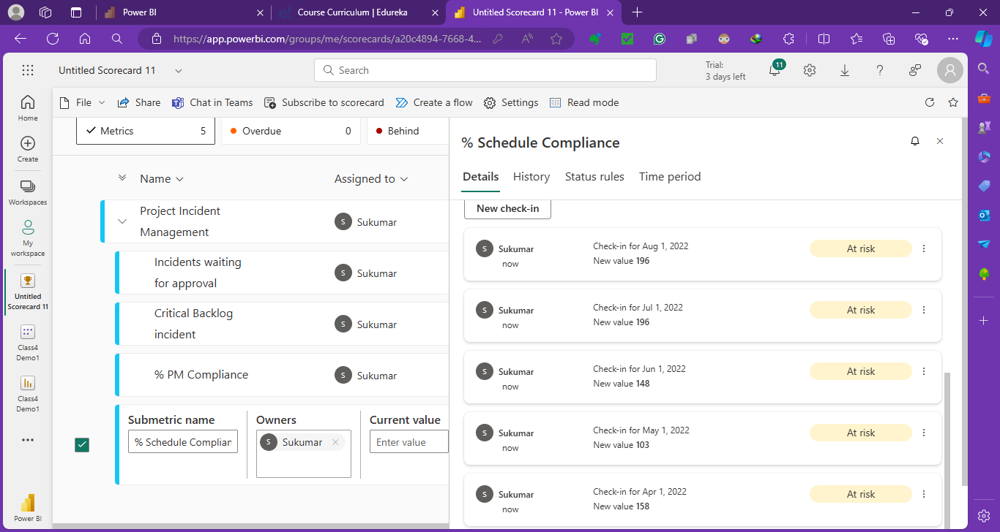 Power BI
Course Curriculum | Edureka
Untitled Scorecard 11 - Power BI
https://app.powerbi.com/groups/me/scorecards/a20c4894-7668-4...
Untitled Scorecard 11
Search
Trial:
3 days left
11
File
Share
Chat in Teams
Subscribe to scorecard
Create a flow
Settings
Read mode
Home
Create
Workspaces
My
workspace
Untitled
Scorecard 11
Class4
Demo1
Class4
Demo1
Power BI
Metrics 5
Overdue 0
Behind
Name
Assigned to
Project Incident
Management
S Sukumar
Incidents waiting
for approval
S Sukumar
Critical Backlog
incident
S Sukumar
% PM Compliance
S Sukumar
Submetric name
Owners
Current value
% Schedule Complian
S Sukumar
Enter value
% Schedule Compliance
Details
History
Status rules
Time period
New check-in
S Sukumar
now
Check-in for Aug 1, 2022
New value 196
At risk
S Sukumar
now
Check-in for Jul 1, 2022
New value 196
At risk
S Sukumar
now
Check-in for Jun 1, 2022
New value 148
At risk
S Sukumar
now
Check-in for May 1, 2022
New value 103
At risk
S Sukumar
now
Check-in for Apr 1, 2022
New value 158
At risk